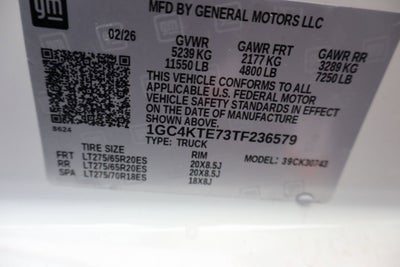 gm
MFD BY GENERAL MOTORS LLC
02/26
GVWR GAWR FRT GAWR RR
5239 KG 2177 KG 3289 KG
11550 LB 4800 LB 7250 LB
THIS VEHICLE CONFORMS TO ALL
APPLICABLE U.S. FEDERAL MOTOR
VEHICLE SAFETY STANDARDS IN EFFECT
ON THE DATE OF MANUFACTURE
SHOWN ABOVE.
B624
1GC4KTE73TF236579
TYPE: TRUCK
TIRE SIZE RIM MODEL: 39CK30743
FRT LT275/65R20ES 20X8.5J
RR LT275/65R20ES 20X8.5J
SPA LT275/70R18ES 18X8J